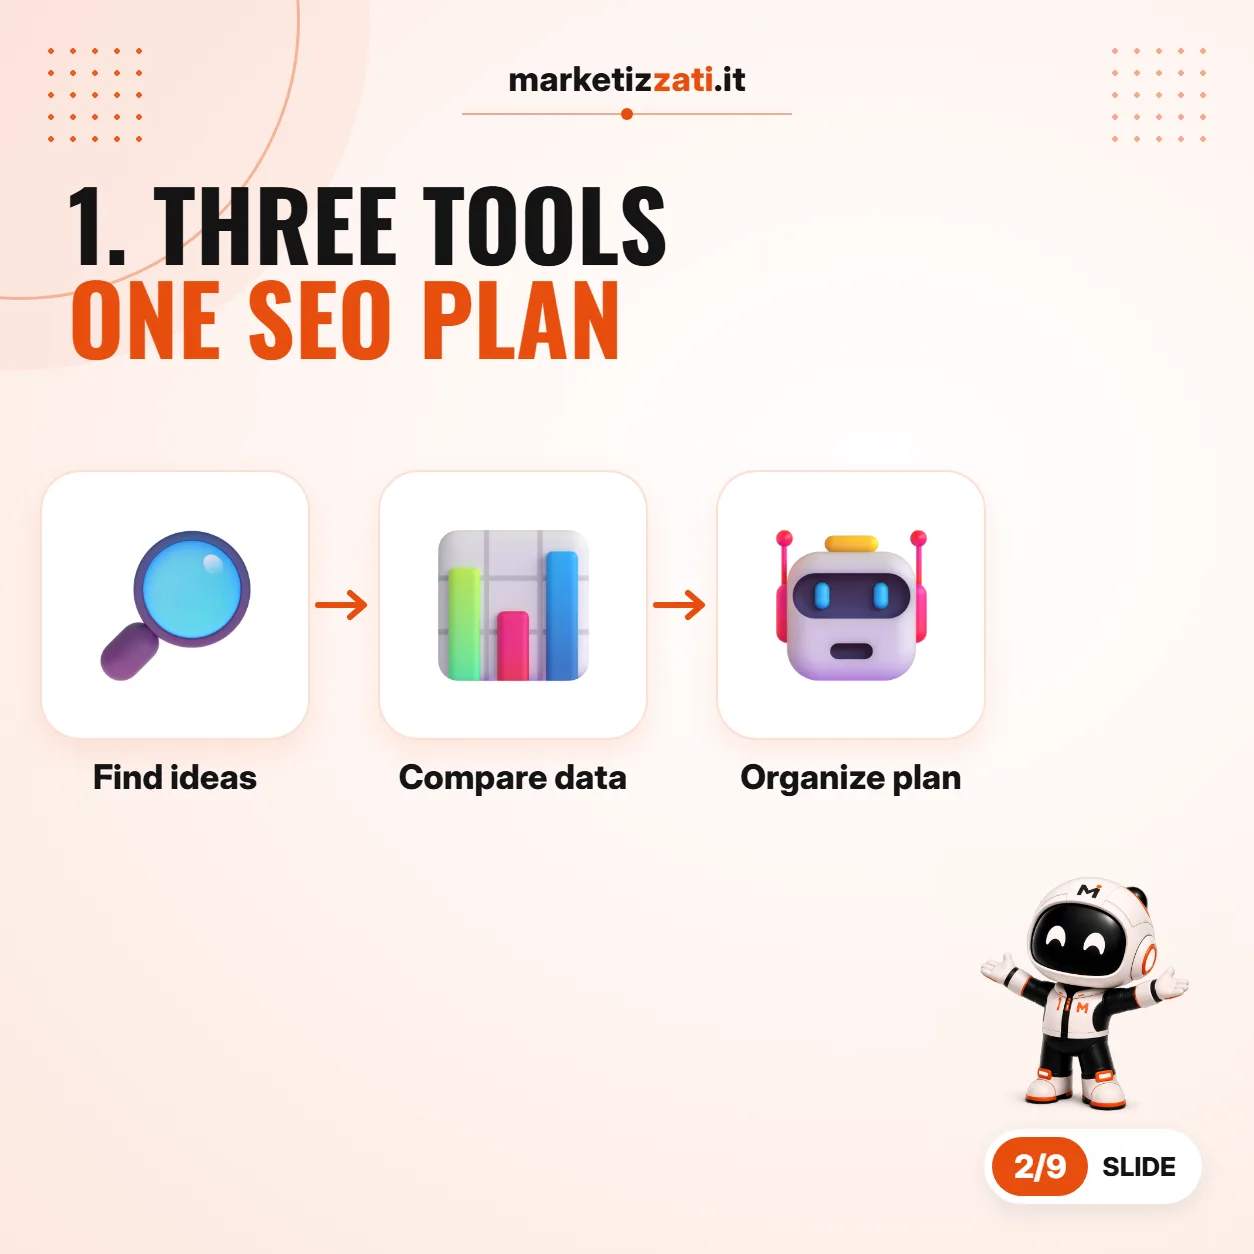 marketizzati.it
1. THREE TOOLS
ONE SEO PLAN
Find ideas
Compare data
Organize plan
M
2/9 SLIDE